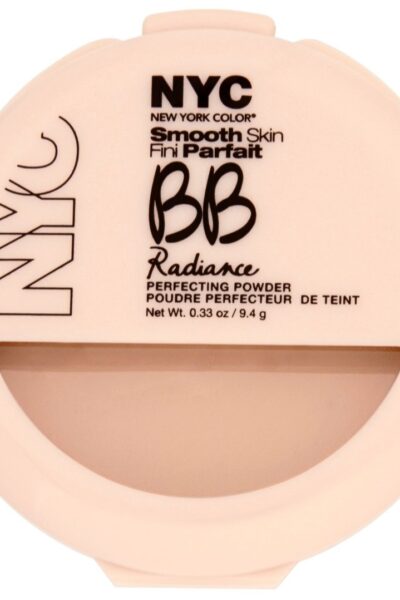 NYC
NYC
NEW YORK COLOR®
Smooth Skin
Fini Parfait
BB
Radiance
PERFECTING POWDER
POUDRE PERFECTEUR DE TEINT
Net Wt. 0.33 oz / 9.4 g